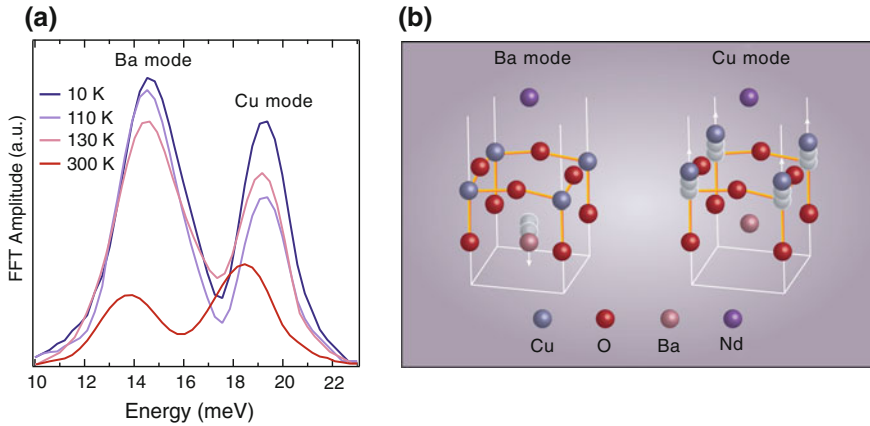 (a)
Ba mode
Cu mode
10 K
110 K
130 K
300 K
FFT Amplitude (a.u.)
10 12 14 16 18 20 22
Energy (meV)
(b)
Ba mode Cu mode
Cu O Ba Nd